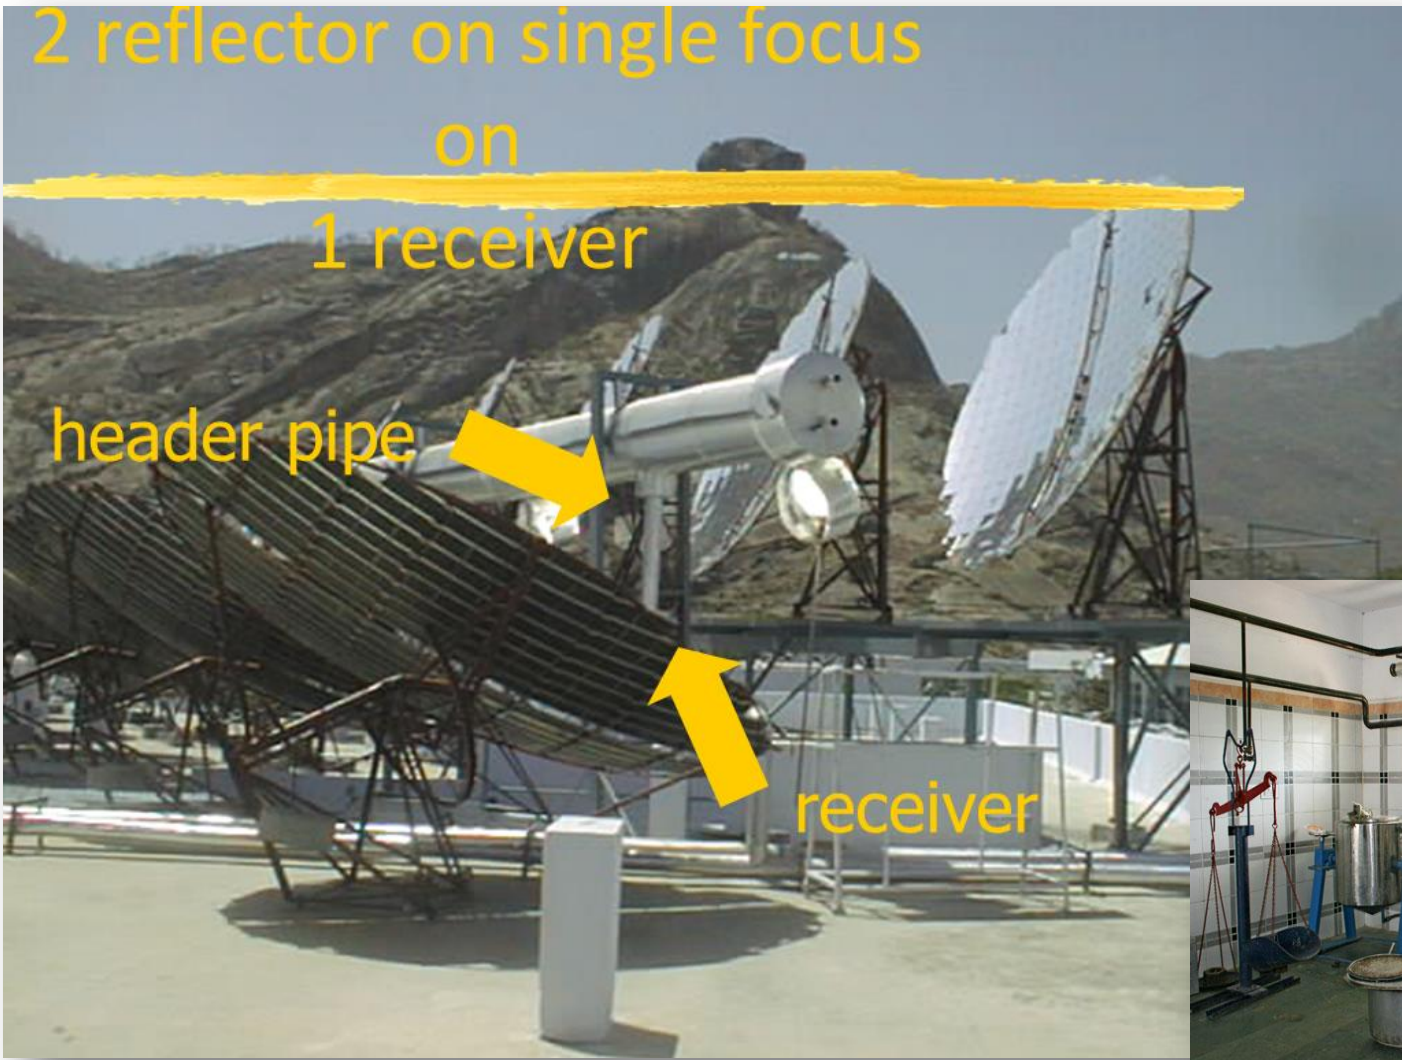 2 reflector on single focus
on
1 receiver
header pipe
receiver